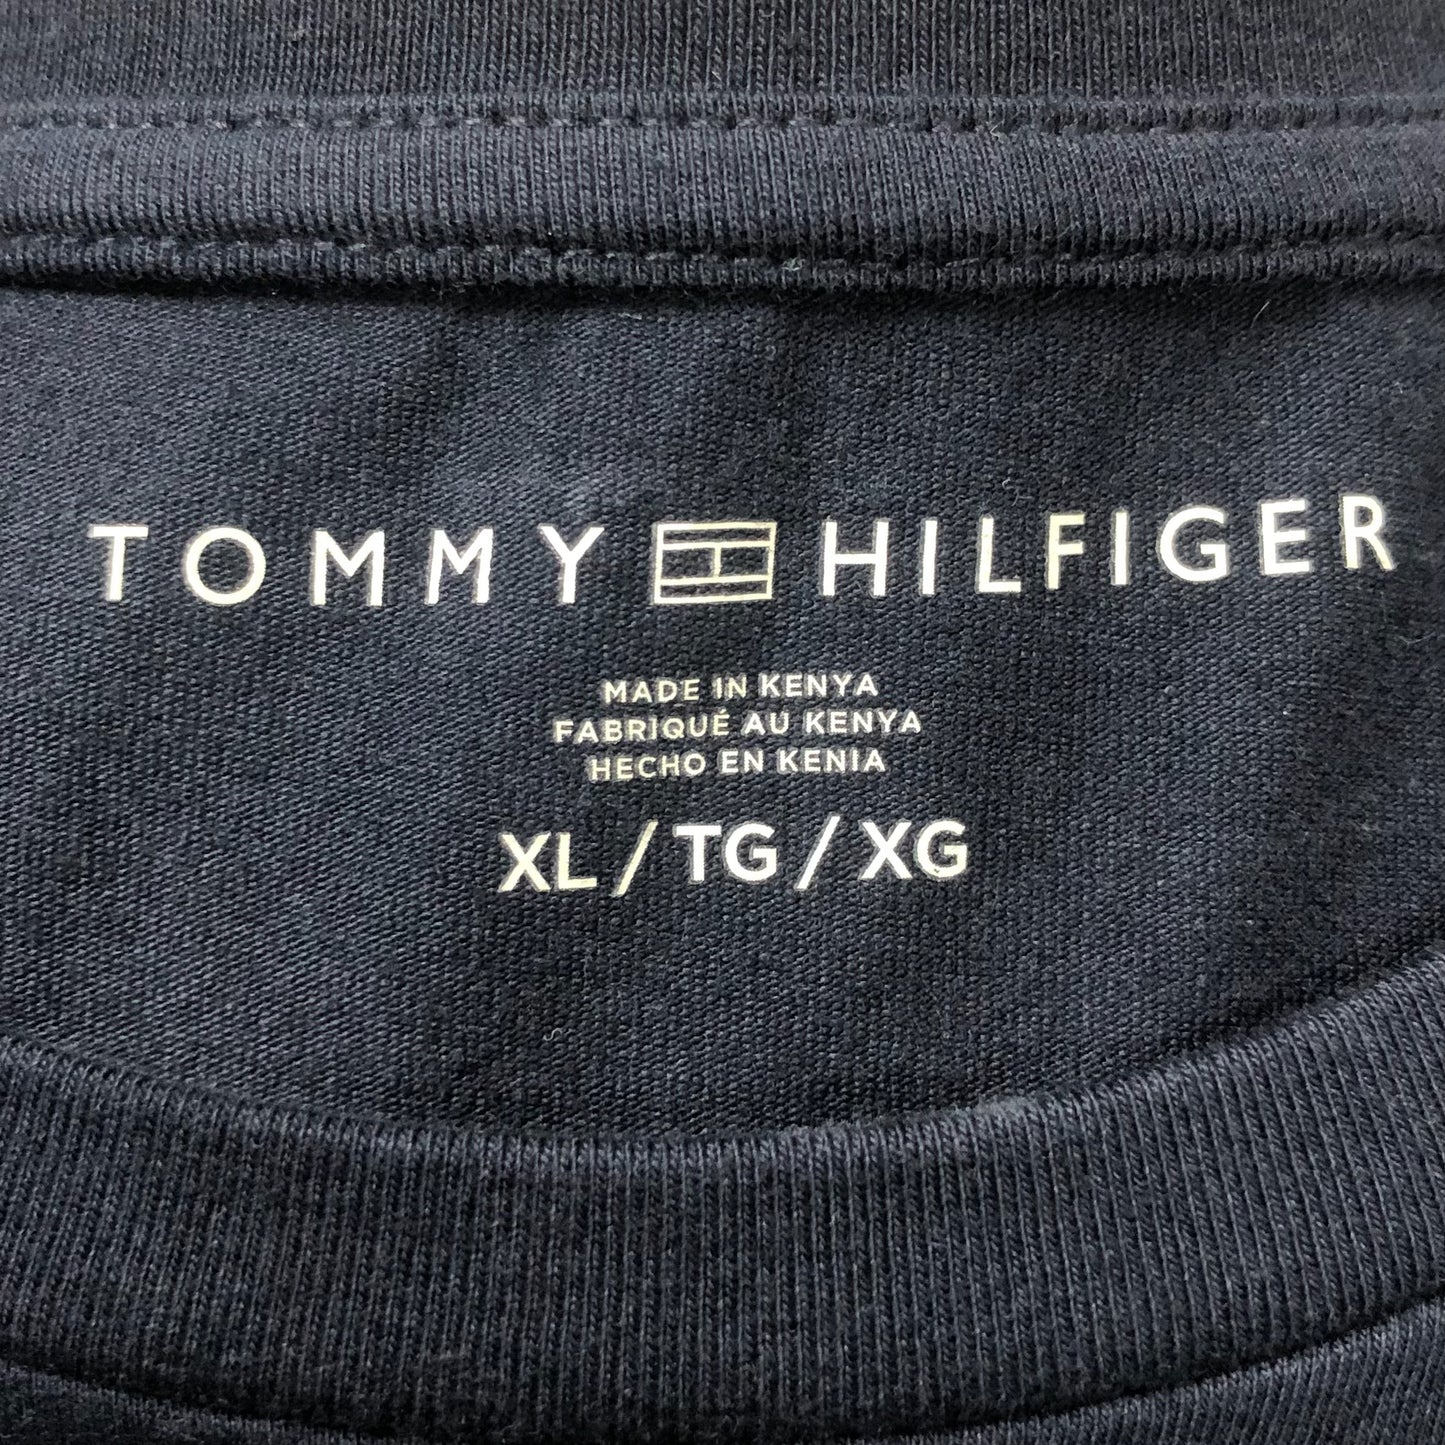 TOMMY HILFIGER
MADE IN KENYA
FABRIQUÉ AU KENYA
HECHO EN KENIA
XL / TG / XG